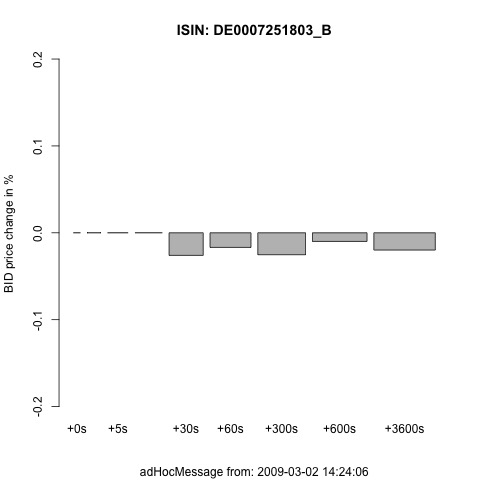 ISIN: DE0007251803_B
BID price change in %
0.2
0.1
0.0
-0.1
-0.2
+0s +5s +30s +60s +300s +600s +3600s
adHocMessage from: 2009-03-02 14:24:06